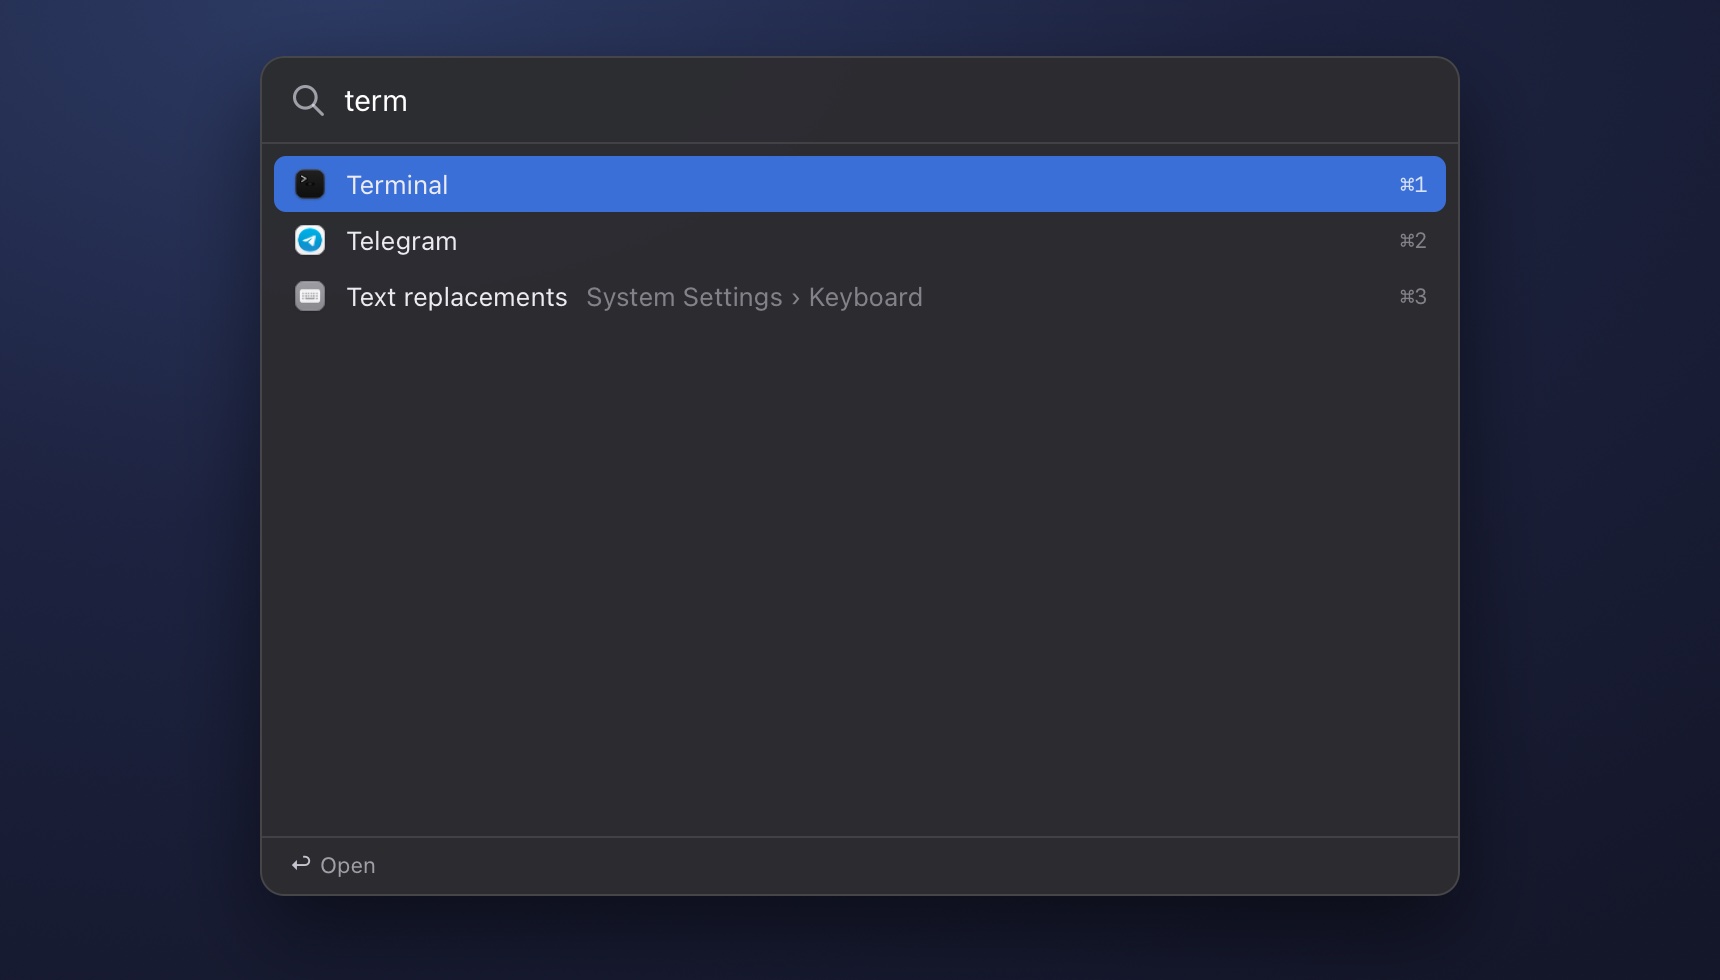 term
Terminal ⌘1
Telegram ⌘2
Text replacements System Settings › Keyboard ⌘3
↩ Open